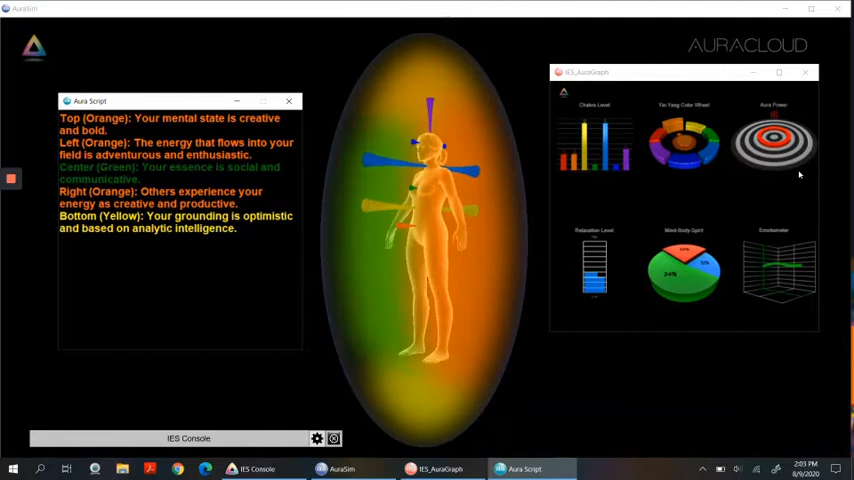 AuraSim
AURACLOUD
IES_AuraGraph
Aura Script
Top (Orange): Your mental state is creative
and bold.
Left (Orange): The energy that flows into your
field is adventurous and enthusiastic.
Center (Green): Your essence is social and
communicative.
Right (Orange): Others experience your
energy as creative and productive.
Bottom (Yellow): Your grounding is optimistic
and based on analytic intelligence.
Chakra Level
Yin-Yang Color Wheel
Aura Power
Relaxation Level
Mind-Body-Spirit
Emotometer
IES Console
IES Console
AuraSim
IES_AuraGraph
Aura Script
2:03 PM
8/9/2020